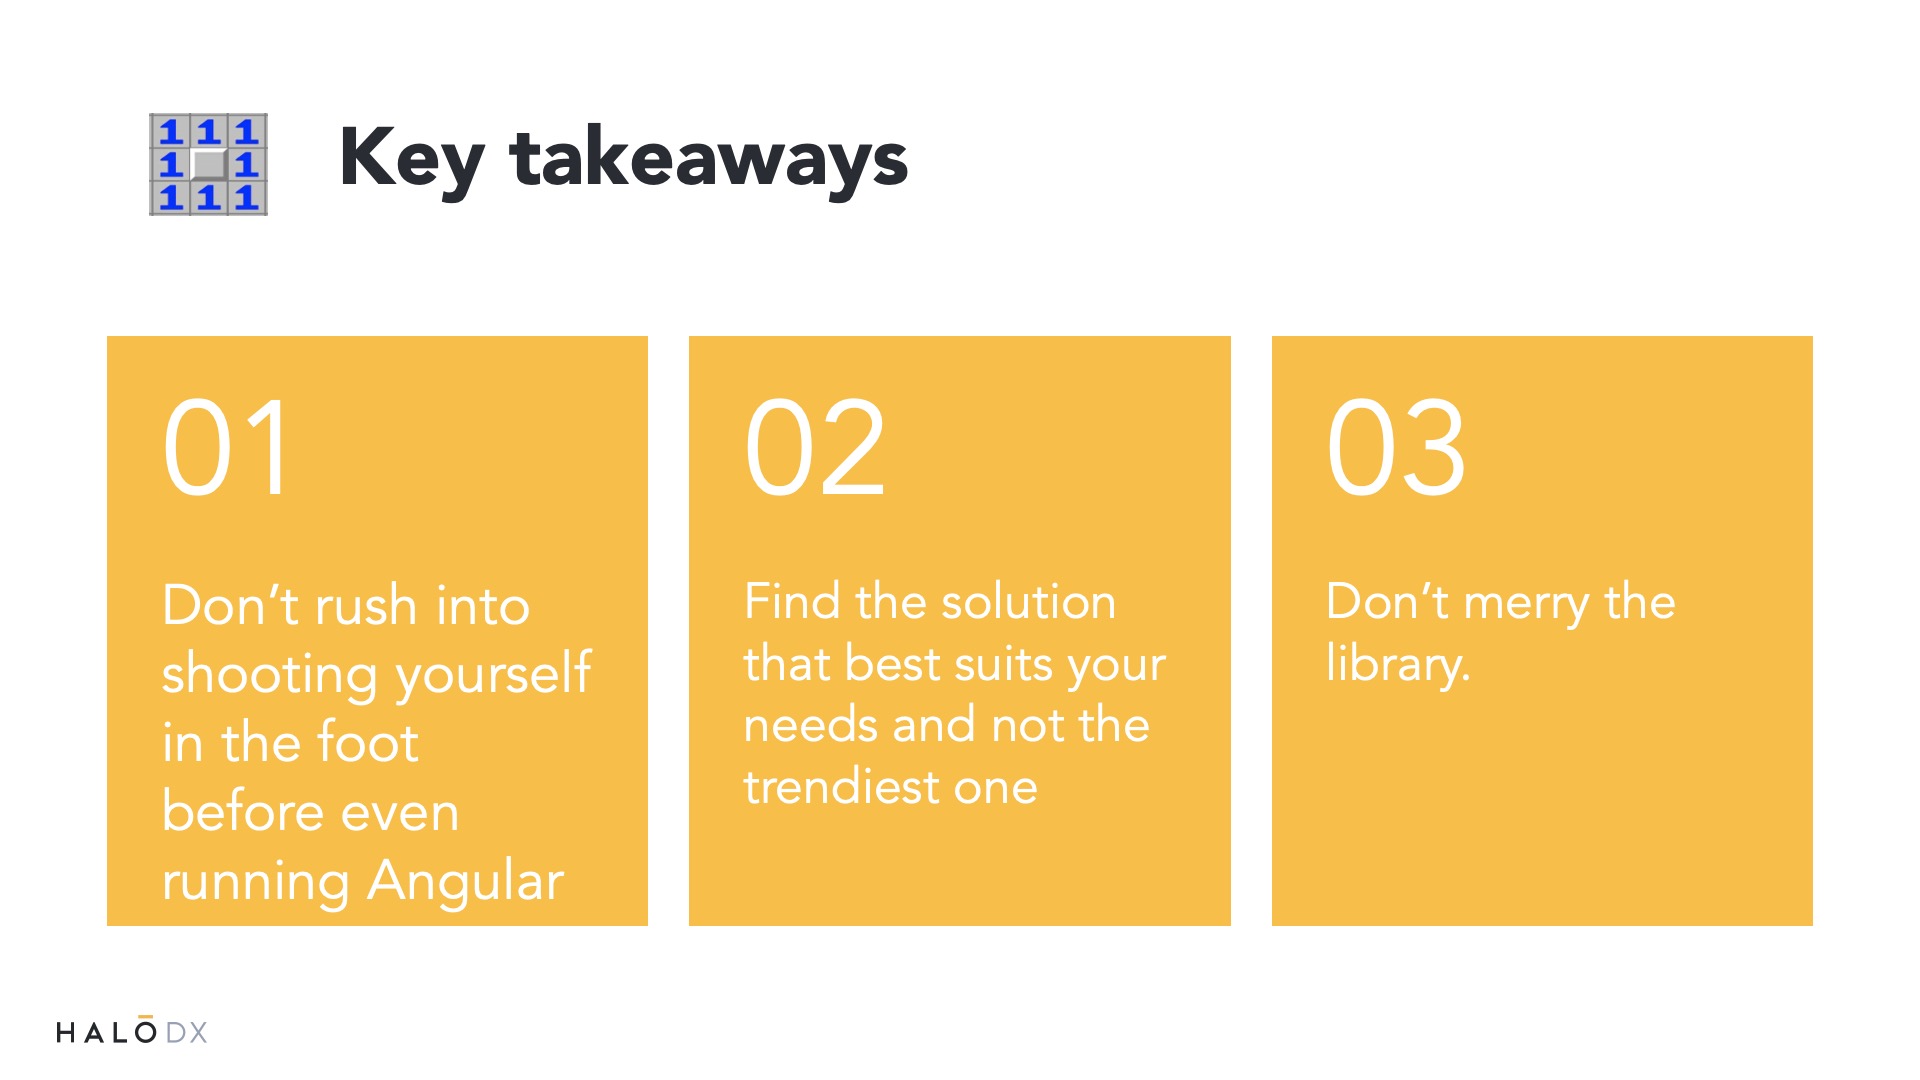 1 1 1
1 1
1 1 1
Key takeaways
01
Don’t rush into
shooting yourself
in the foot
before even
running Angular
02
Find the solution
that best suits your
needs and not the
trendiest one
03
Don’t merry the
library.
HALŌ DX